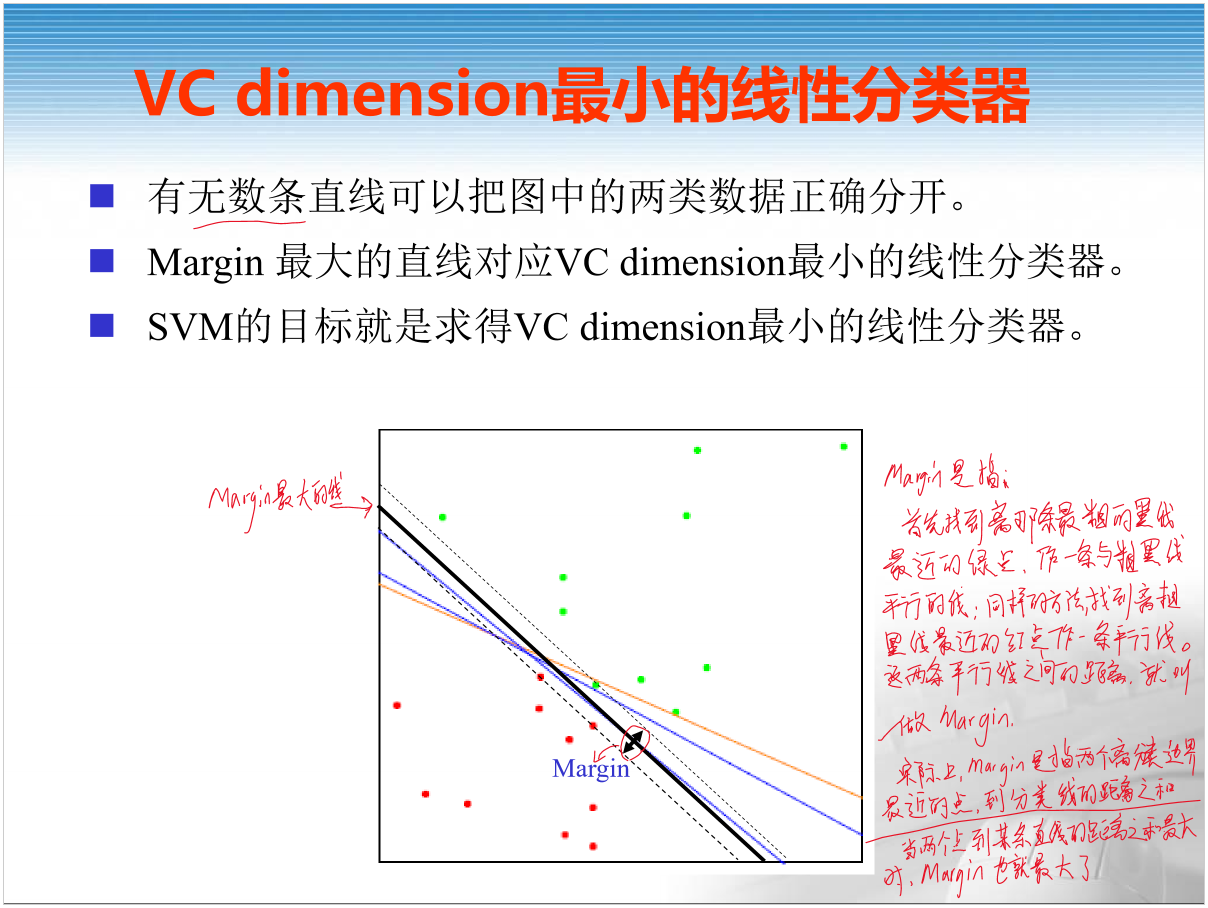 VC dimension最小的线性分类器
有无数条直线可以把图中的两类数据正确分开。
Margin 最大的直线对应VC dimension最小的线性分类器。
SVM的目标就是求得VC dimension最小的线性分类器。
Margin最大的线
Margin
Margin是指:
首先找到离那条最粗的黑线
最近的绿点, 作一条与粗黑线
平行的线; 同样的方法, 找到离粗
黑线最近的红点作一条平行线。
这两条平行线之间的距离, 就叫
做 Margin.
实际上, Margin是指两个离边界
最近的点, 到分类线的距离之和
当两个点到某条直线的距离之和最大
时, Margin也就最大了